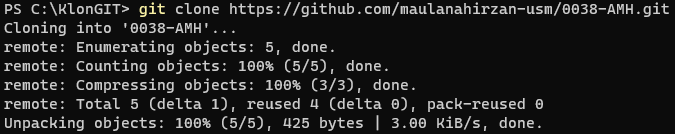 PS C:\KlonGIT> git clone https://github.com/maulanahirzan-usm/0038-AMH.git
Cloning into '0038-AMH'...
remote: Enumerating objects: 5, done.
remote: Counting objects: 100% (5/5), done.
remote: Compressing objects: 100% (3/3), done.
remote: Total 5 (delta 1), reused 4 (delta 0), pack-reused 0
Unpacking objects: 100% (5/5), 425 bytes | 3.00 KiB/s, done.